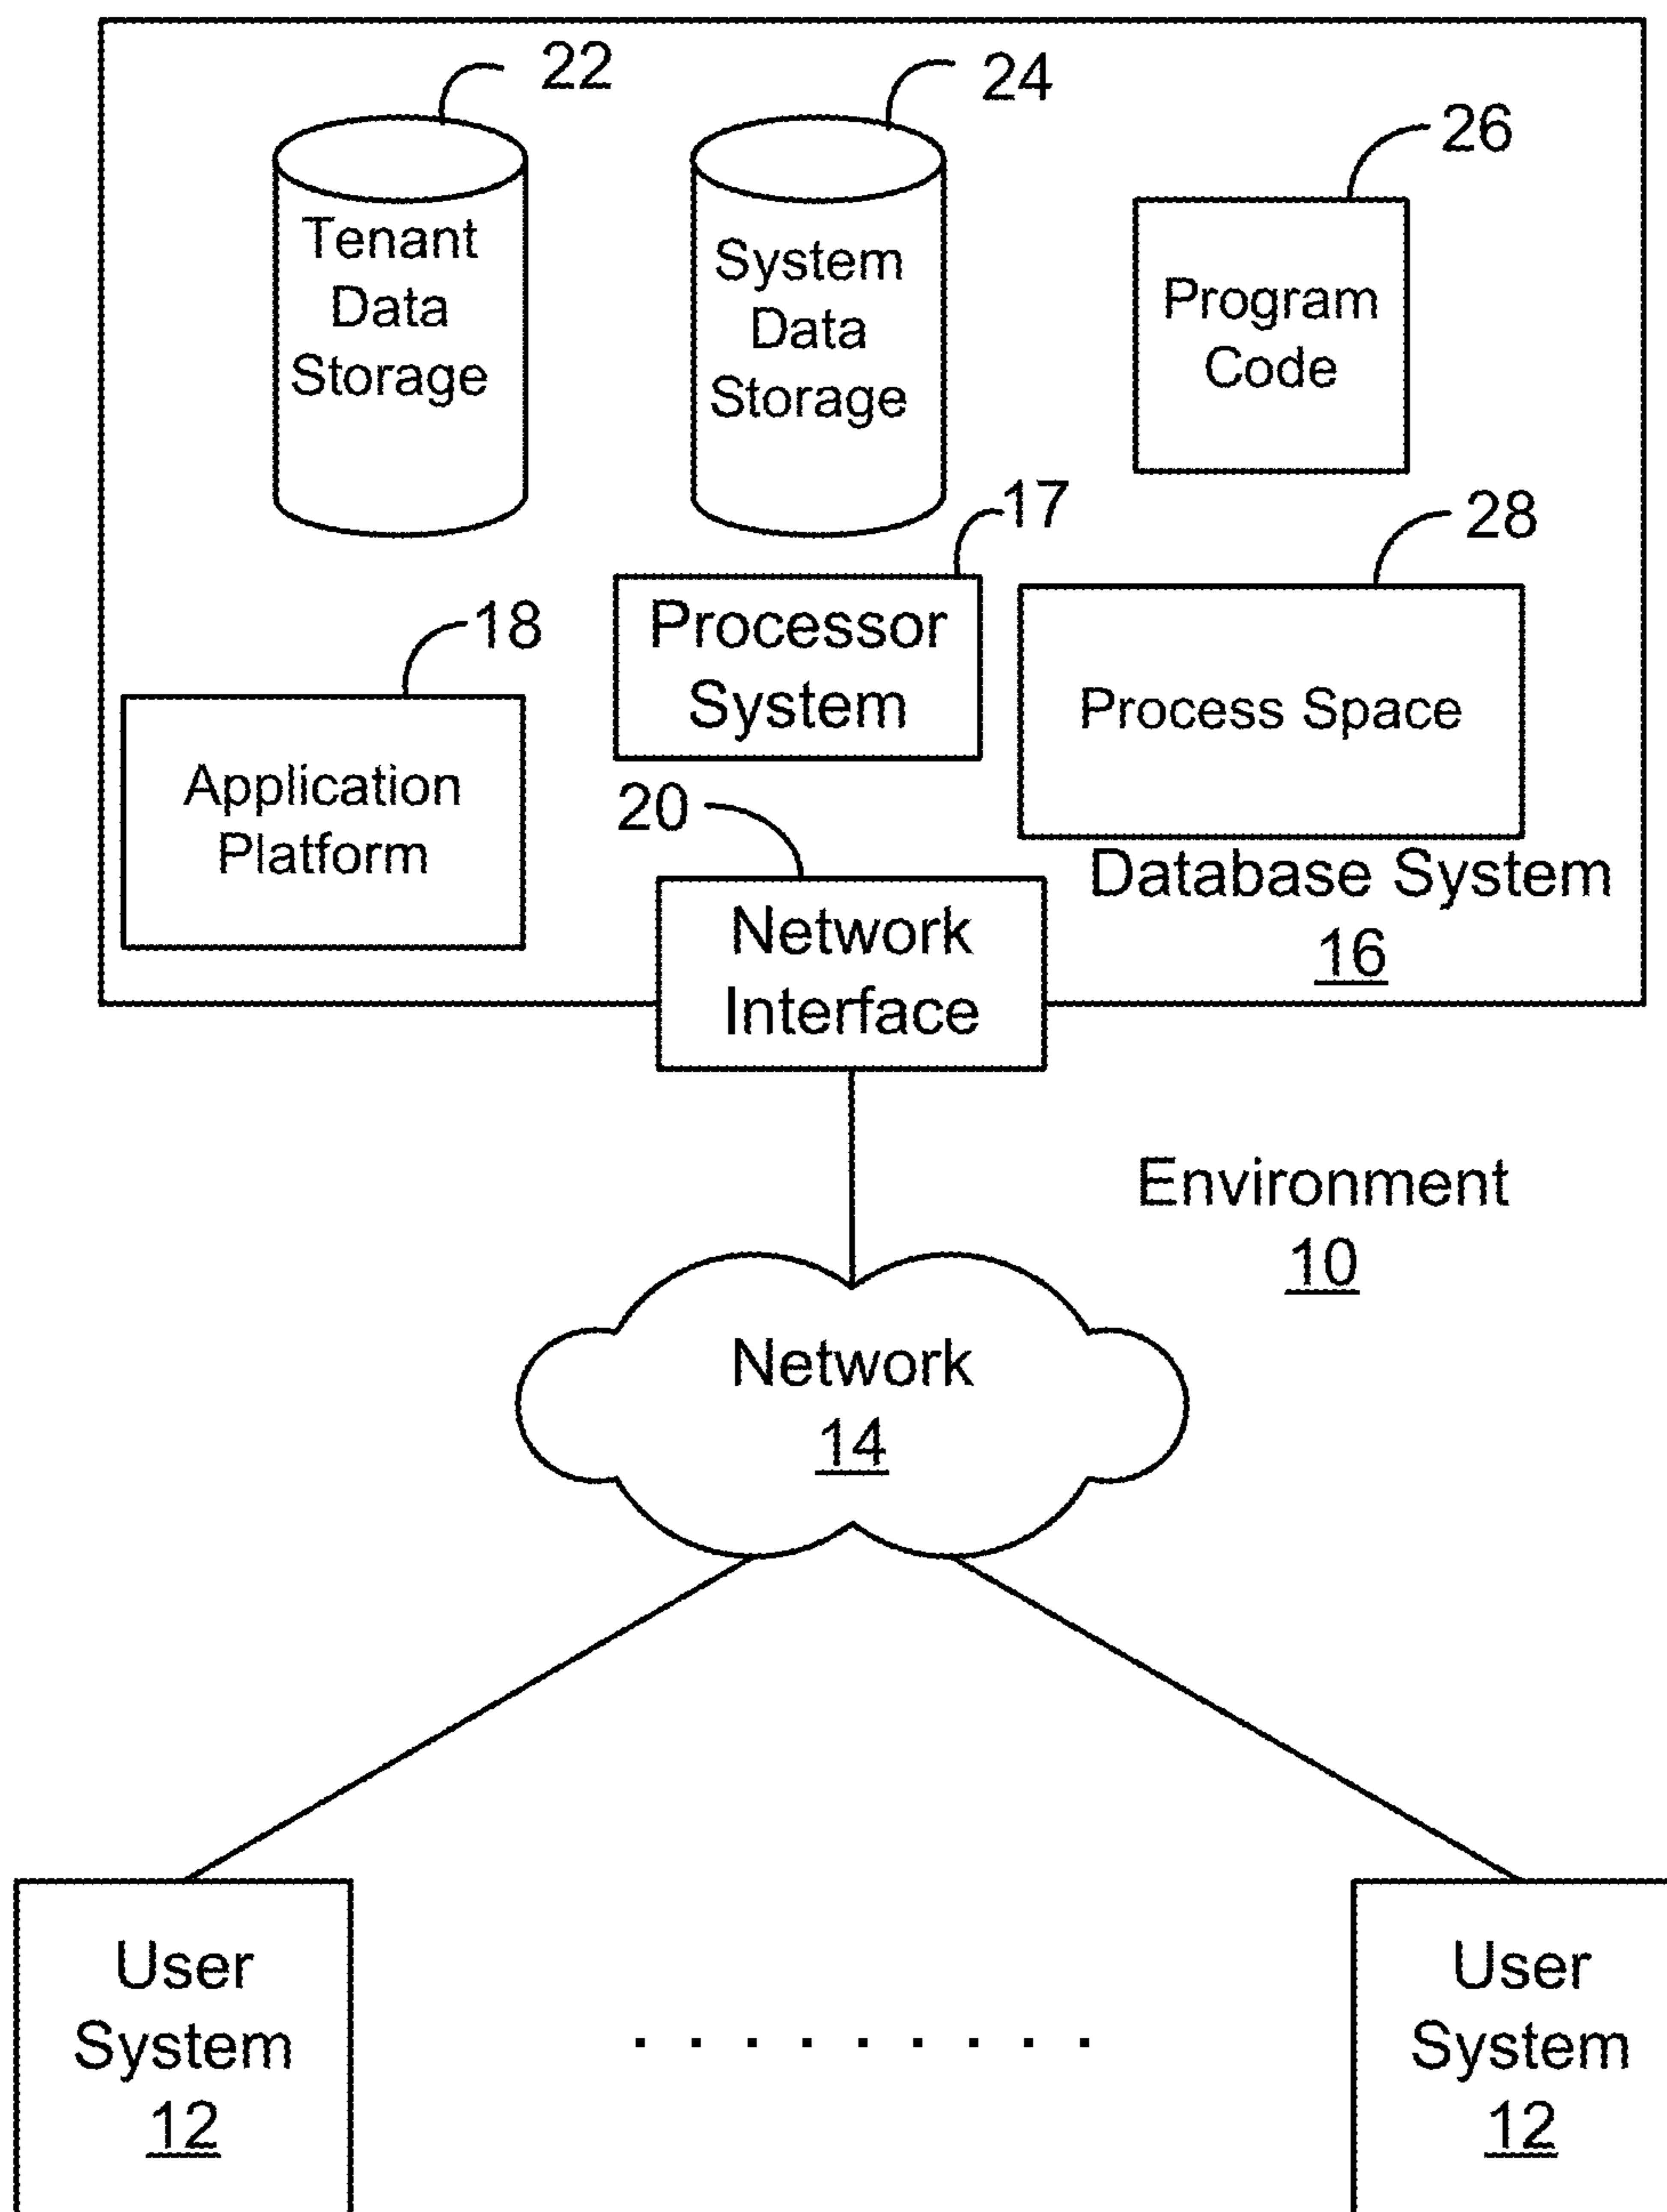 22
24
26
Tenant
Data
Storage
System
Data
Storage
Program
Code
17
28
18
Processor
System
Process Space
Application
Platform
20
Database System
16
Network
Interface
Environment
10
Network
14
User
System
12
. . . . . . . . .
User
System
12